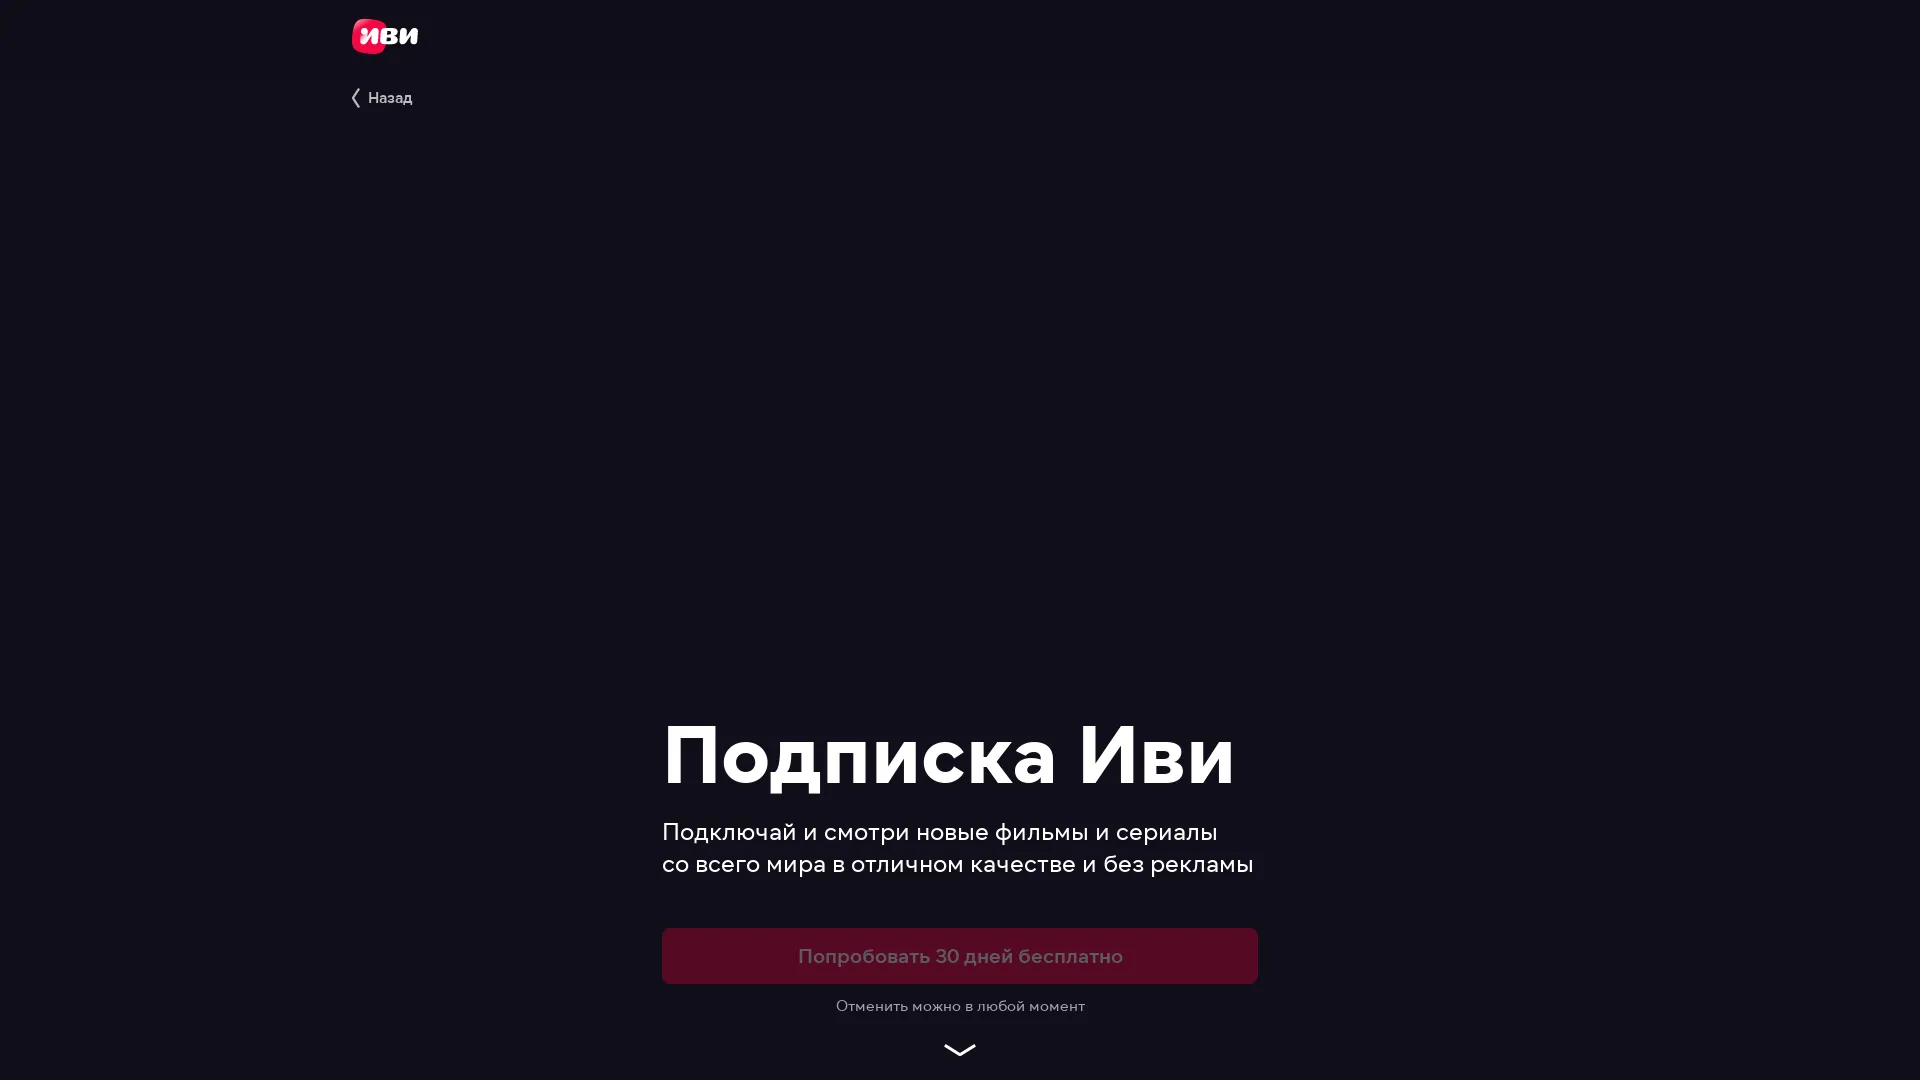 иви
Назад
Подписка Иви
Подключай и смотри новые фильмы и сериалы
со всего мира в отличном качестве и без рекламы
Попробовать 30 дней бесплатно
Отменить можно в любой момент